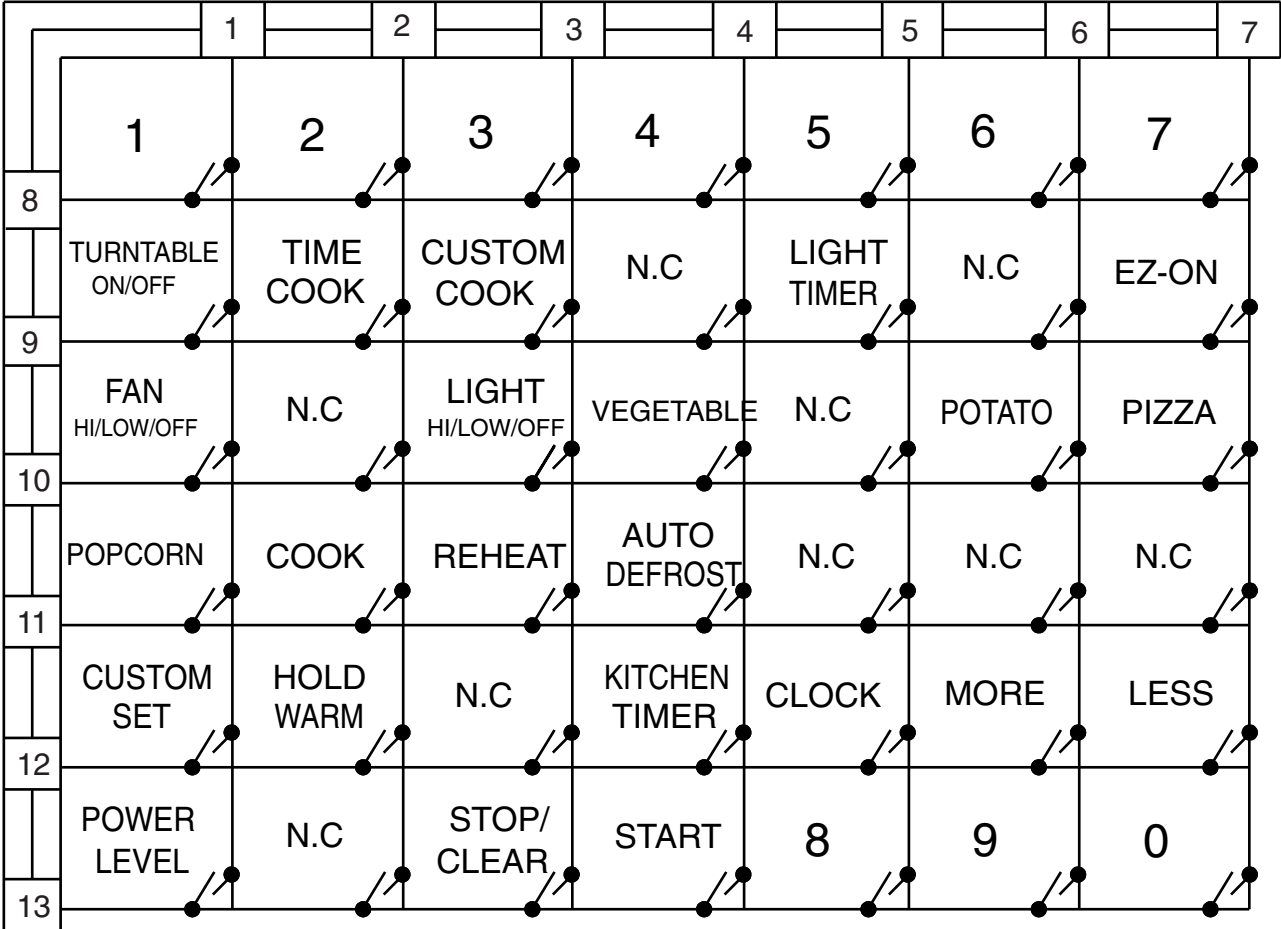 1 2 3 4 5 6 7
1 2 3 4 5 6 7
8
TURNTABLE
ON/OFF
TIME
COOK
CUSTOM
COOK
N.C
LIGHT
TIMER
N.C
EZ-ON
9
FAN
HI/LOW/OFF
N.C
LIGHT
HI/LOW/OFF
VEGETABLE
N.C
POTATO
PIZZA
10
POPCORN
COOK
REHEAT
AUTO
DEFROST
N.C
N.C
N.C
11
CUSTOM
SET
HOLD
WARM
N.C
KITCHEN
TIMER
CLOCK
MORE
LESS
12
POWER
LEVEL
N.C
STOP/
CLEAR
START
8
9
0
13